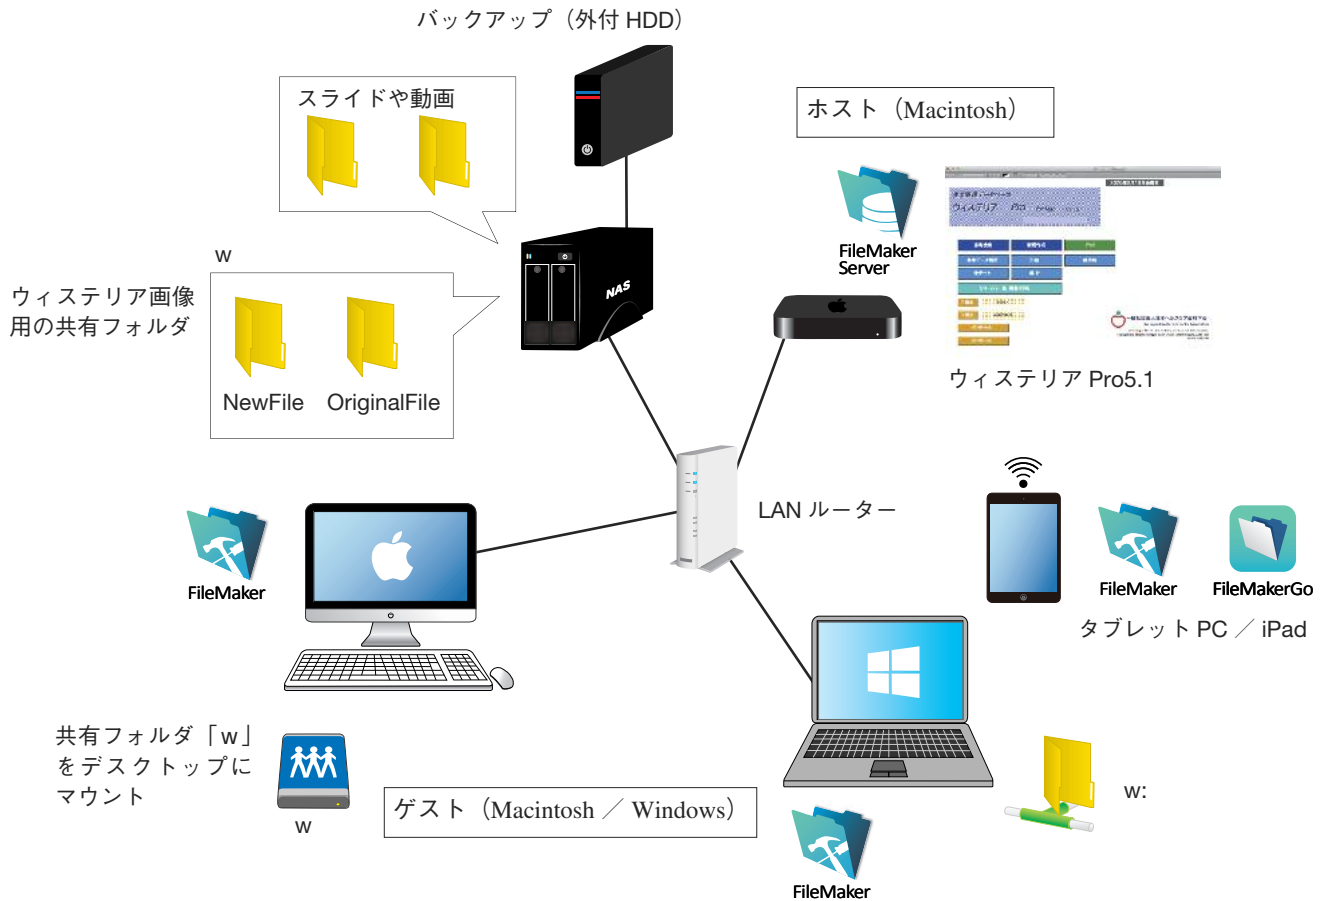 バックアップ（外付 HDD）
スライドや動画
ホスト（Macintosh）
FileMaker
Server
w
ウィステリア画像
用の共有フォルダ
NAS
NewFile
OriginalFile
ウィステリア Pro5.1
LAN ルーター
FileMaker
FileMaker
FileMakerGo
タブレット PC ／ iPad
共有フォルダ「w」
をデスクトップに
マウント
w
ゲスト（Macintosh ／ Windows）
w:
FileMaker